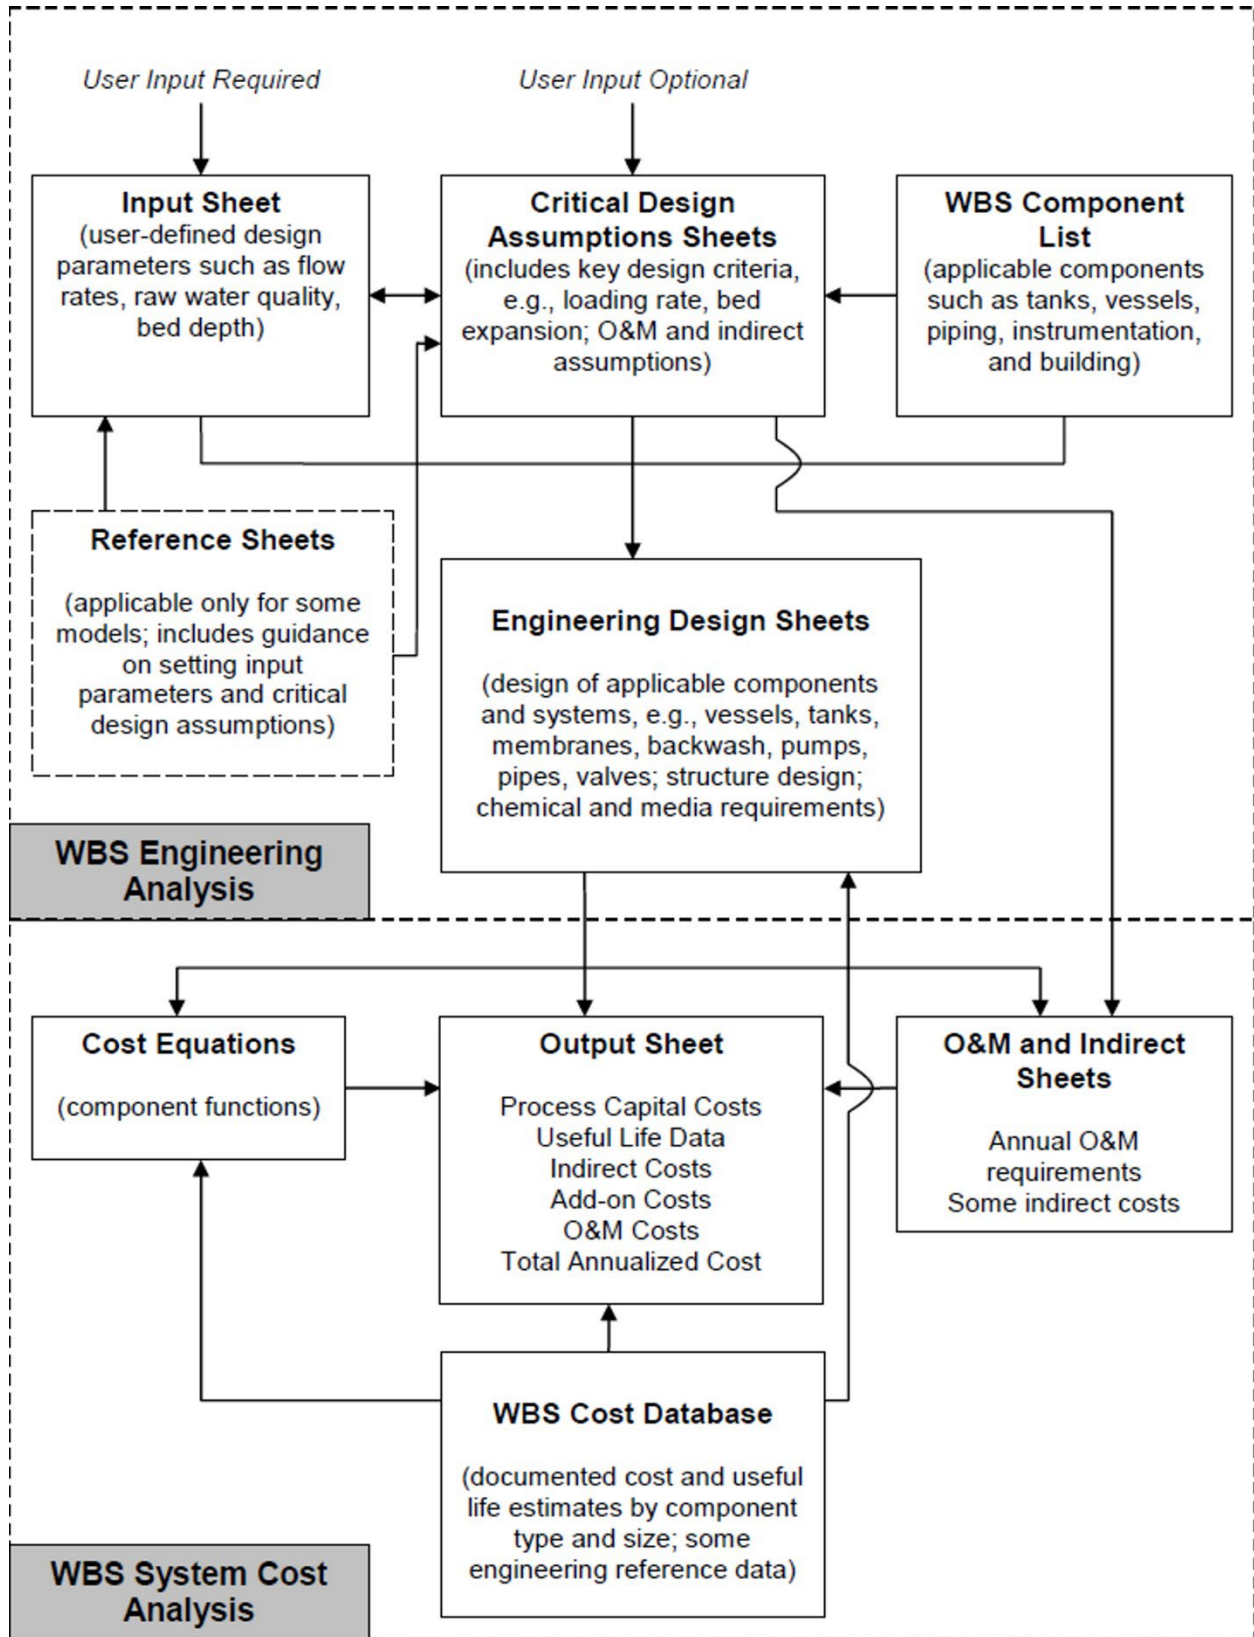 User Input Required
User Input Optional
Input Sheet
(user-defined design
parameters such as flow
rates, raw water quality,
bed depth)
Critical Design
Assumptions Sheets
(includes key design criteria,
e.g., loading rate, bed
expansion; O&M and indirect
assumptions)
WBS Component
List
(applicable components
such as tanks, vessels,
piping, instrumentation,
and building)
Reference Sheets
(applicable only for some
models; includes guidance
on setting input
parameters and critical
design assumptions)
Engineering Design Sheets
(design of applicable components
and systems, e.g., vessels, tanks,
membranes, backwash, pumps,
pipes, valves; structure design;
chemical and media requirements)
WBS Engineering
Analysis
Cost Equations
(component functions)
Output Sheet
Process Capital Costs
Useful Life Data
Indirect Costs
Add-on Costs
O&M Costs
Total Annualized Cost
O&M and Indirect
Sheets
Annual O&M
requirements
Some indirect costs
WBS Cost Database
(documented cost and useful
life estimates by component
type and size; some
engineering reference data)
WBS System Cost
Analysis